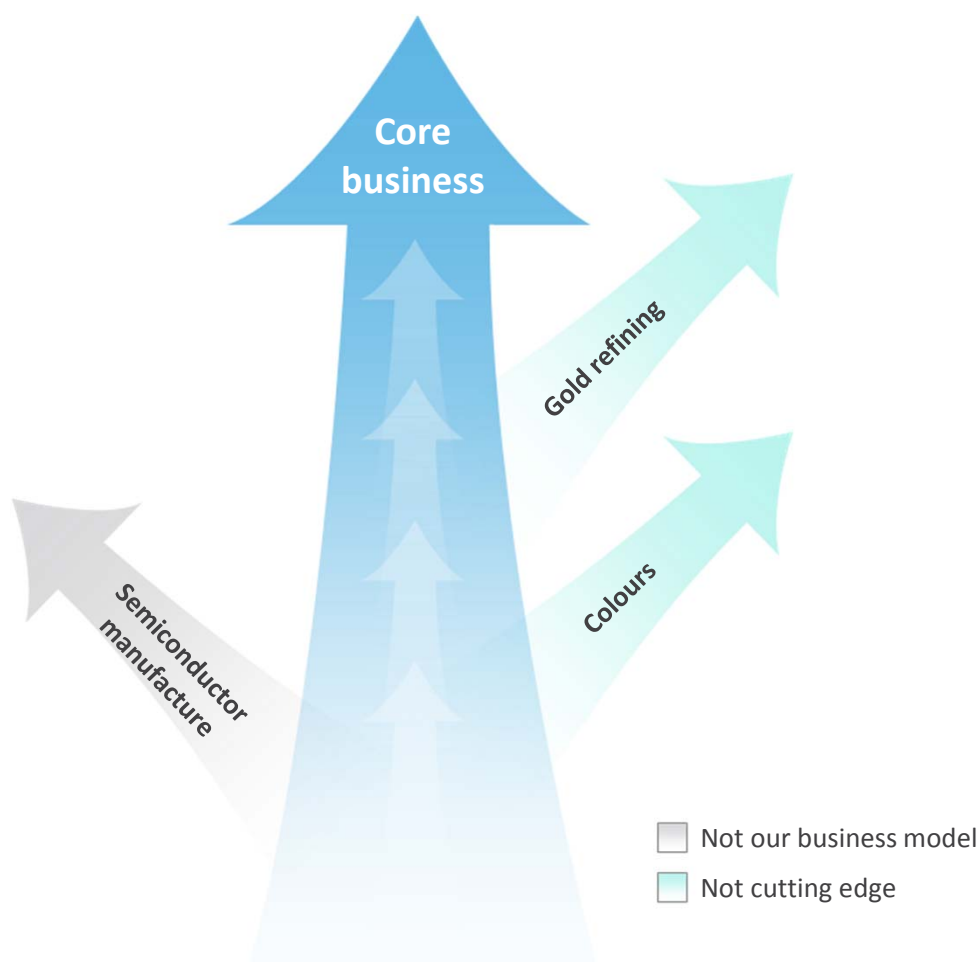 Core
business
Gold refining
Colours
Semiconductor
manufacture
Not our business model
Not cutting edge